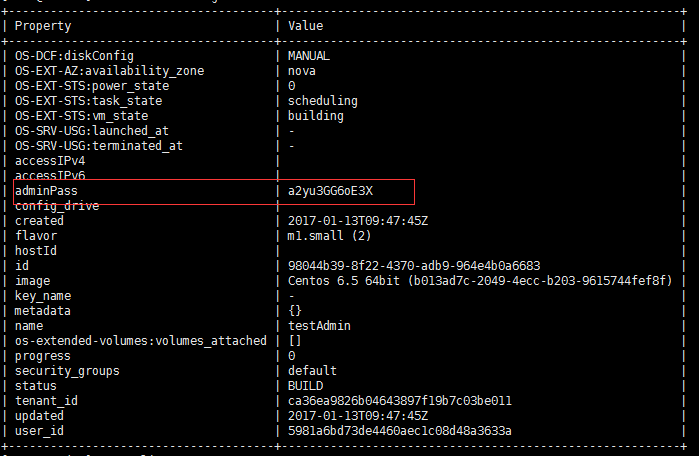 | Property | Value |
| OS-DCF:diskConfig | MANUAL |
| OS-EXT-AZ:availability_zone | nova |
| OS-EXT-STS:power_state | 0 |
| OS-EXT-STS:task_state | scheduling |
| OS-EXT-STS:vm_state | building |
| OS-SRV-USG:launched_at | - |
| OS-SRV-USG:terminated_at | - |
| accessIPv4 | |
| accessIPv6 | |
| adminPass | a2yu3GG6oE3X |
| config_drive | |
| created | 2017-01-13T09:47:45Z |
| flavor | m1.small (2) |
| hostId | |
| id | 98044b39-8f22-4370-adb9-964e4b0a6683 |
| image | Centos 6.5 64bit (b013ad7c-2049-4ecc-b203-9615744fef8f) |
| key_name | - |
| metadata | {} |
| name | testAdmin |
| os-extended-volumes:volumes_attached | [] |
| progress | 0 |
| security_groups | default |
| status | BUILD |
| tenant_id | ca36ea9826b04643897f19b7c03be011 |
| updated | 2017-01-13T09:47:45Z |
| user_id | 5981a6bd73de4460aec1c08d48a3633a |